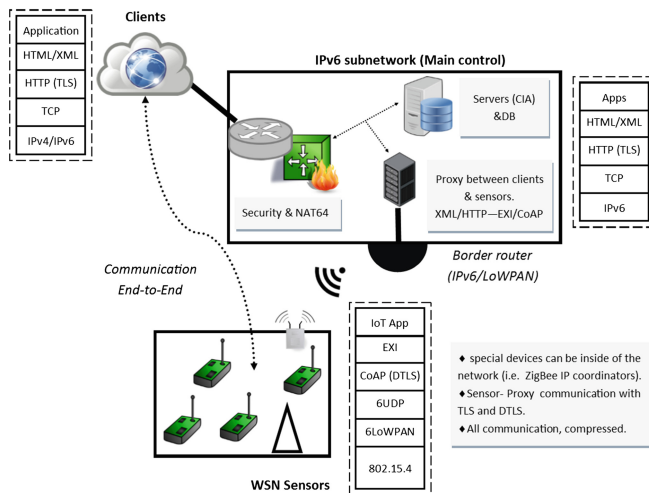 Clients
Application
HTML/XML
HTTP (TLS)
TCP
IPv4/IPv6
IPv6 subnetwork (Main control)
Servers (CIA)
&DB
Security & NAT64
Proxy between clients
& sensors.
XML/HTTP—EXI/CoAP
Apps
HTML/XML
HTTP (TLS)
TCP
IPv6
Border router
(IPv6/LoWPAN)
Communication
End-to-End
WSN Sensors
IoT App
EXI
CoAP (DTLS)
6UDP
6LoWPAN
802.15.4
♦ special devices can be inside of the
network (i.e. ZigBee IP coordinators).
♦Sensor- Proxy communication with
TLS and DTLS.
♦All communication, compressed.